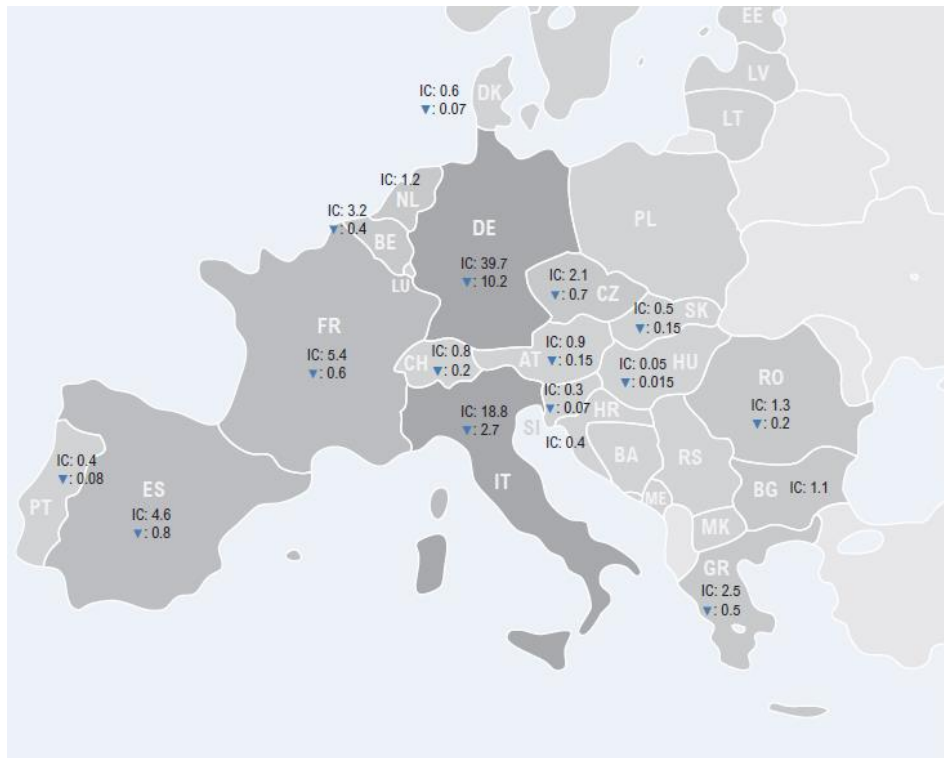 EE
LV
DK
IC: 0.6
▼: 0.07
LT
IC: 1.2
NL
IC: 3.2
▼: 0.4
BE
DE
IC: 39.7
▼: 10.2
PL
LU
IC: 2.1
▼: 0.7
CZ
IC: 0.5
▼: 0.15
SK
FR
IC: 5.4
▼: 0.6
CH
IC: 0.8
▼: 0.2
AT
IC: 0.9
▼: 0.15
IC: 0.05
▼: 0.015
HU
RO
IC: 1.3
▼: 0.2
IC: 18.8
▼: 2.7
IC: 0.3
▼: 0.07
SI
HR
IC: 0.4
BA
RS
IC: 0.4
▼: 0.08
PT
ES
IC: 4.6
▼: 0.8
IT
ME
BG
IC: 1.1
MK
GR
IC: 2.5
▼: 0.5